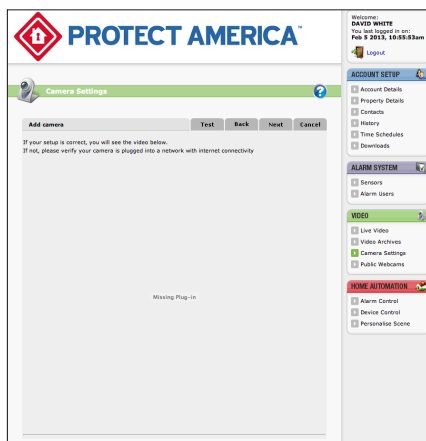 PROTECT AMERICA™
Welcome:
DAVID WHITE
You last logged in on:
Feb 5 2013, 10:55:53am
Logout
Camera Settings
?
Add camera
Test
Back
Next
Cancel
If your setup is correct, you will see the video below.
If not, please verify your camera is plugged into a network with internet connectivity
Missing Plug-in
ACCOUNT SETUP
Account Details
Property Details
Contacts
History
Time Schedules
Downloads
ALARM SYSTEM
Sensors
Alarm Users
VIDEO
Live Video
Video Archives
Camera Settings
Public Webcams
HOME AUTOMATION
Alarm Control
Device Control
Personalise Scene